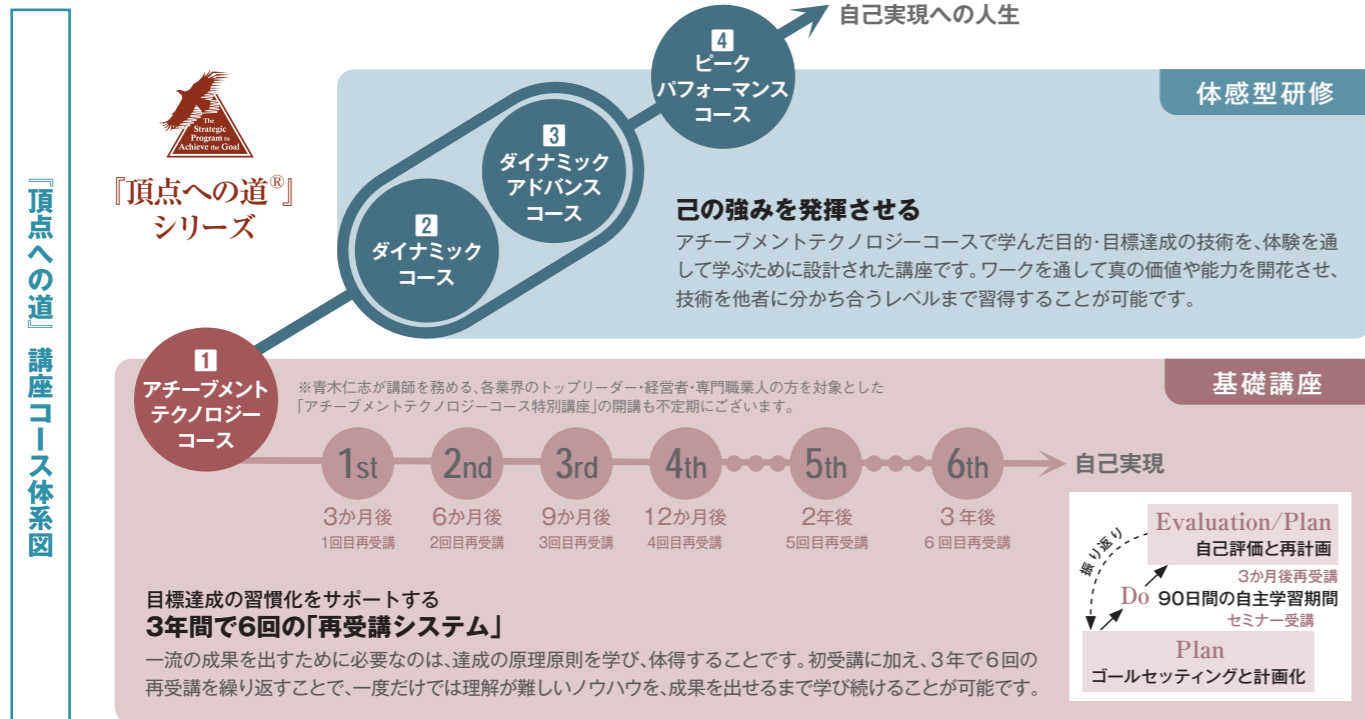 『頂点への道』講座コース体系図
The
Strategic
Program to
Achieve the Goal
『頂点への道®』
シリーズ
自己実現への人生
4
ピーク
パフォーマンス
コース
体感型研修
3
ダイナミック
アドバンス
コース
2
ダイナミック
コース
己の強みを発揮させる
アチーブメントテクノロジーコースで学んだ目的・目標達成の技術を、体験を通
して学ぶために設計された講座です。ワークを通して真の価値や能力を開花させ、
技術を他者に分かち合うレベルまで習得することが可能です。
1
アチーブメント
テクノロジー
コース
基礎講座
※青木仁志が講師を務める、各業界のトップリーダー・経営者・専門職業人の方を対象とした
「アチーブメントテクノロジーコース特別講座」の開講も不定期にございます。
1st 2nd 3rd 4th 5th 6th 自己実現
3か月後 6か月後 9か月後 12か月後 2年後 3年後
1回目再受講 2回目再受講 3回目再受講 4回目再受講 5回目再受講 6回目再受講
目標達成の習慣化をサポートする
3年間で6回の「再受講システム」
一流の成果を出すために必要なのは、達成の原理原則を学び、体得することです。初受講に加え、3年で6回の
再受講を繰り返すことで、一度だけでは理解が難しいノウハウを、成果を出せるまで学び続けることが可能です。
Evaluation/Plan
自己評価と再計画
振り返り
3か月後再受講
Do 90日間の自主学習期間
セミナー受講
Plan
ゴールセッティングと計画化